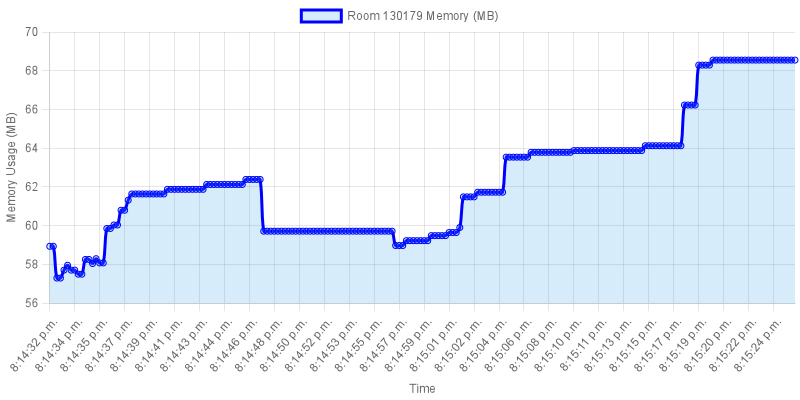 Room 130179 Memory (MB)
70
68
66
64
62
60
58
56
Memory Usage (MB)
8:14:32 p.m.
8:14:34 p.m.
8:14:35 p.m.
8:14:37 p.m.
8:14:39 p.m.
8:14:41 p.m.
8:14:43 p.m.
8:14:44 p.m.
8:14:46 p.m.
8:14:48 p.m.
8:14:50 p.m.
8:14:52 p.m.
8:14:53 p.m.
8:14:55 p.m.
8:14:57 p.m.
8:14:59 p.m.
8:15:01 p.m.
8:15:02 p.m.
8:15:04 p.m.
8:15:06 p.m.
8:15:08 p.m.
8:15:10 p.m.
8:15:11 p.m.
8:15:13 p.m.
8:15:15 p.m.
8:15:17 p.m.
8:15:19 p.m.
8:15:20 p.m.
8:15:22 p.m.
8:15:24 p.m.
Time